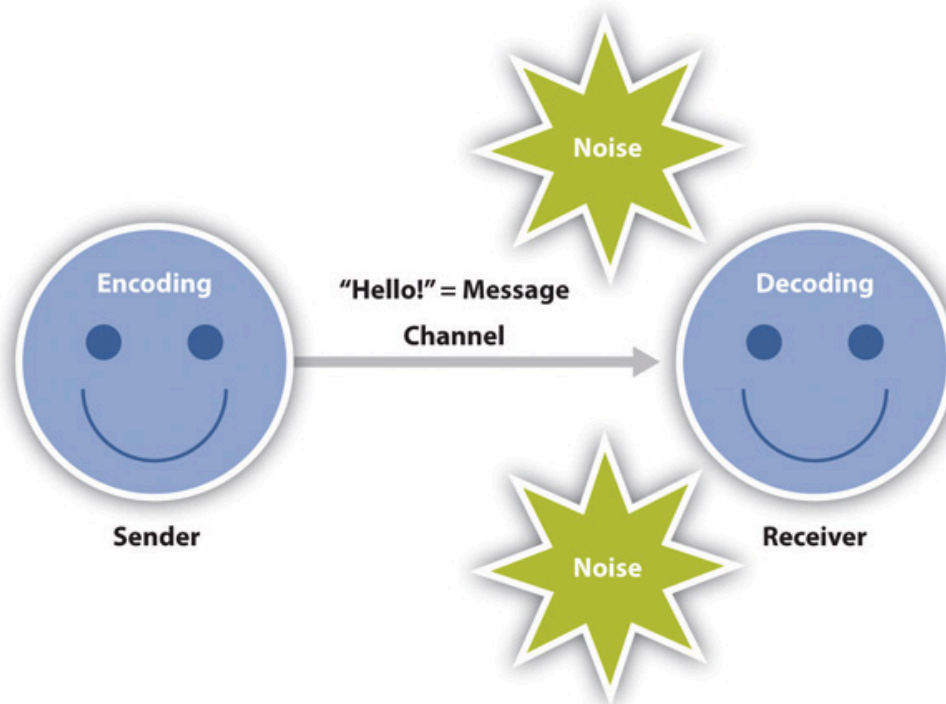 Noise
Encoding
“Hello!” = Message
Channel
Decoding
Sender
Receiver
Noise